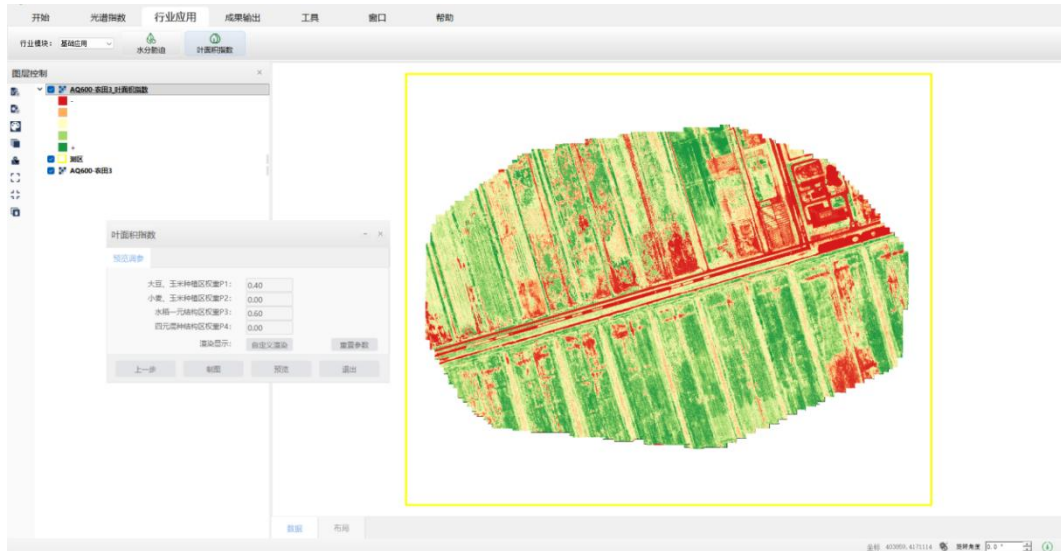 开始 光谱指数 行业应用 成果输出 工具 窗口 帮助
行业模块： 基础应用 水分胁迫 叶面积指数
图层控制 ×
AQ600-农田3_叶面积指数
-
+
测区
AQ600-农田3
叶面积指数
预览调参
大豆、玉米种植区权重P1： 0.40
小麦、玉米种植区权重P2： 0.00
水稻一元结构区权重P3： 0.60
四元层种结构区权重P4： 0.00
渲染显示： 自定义渲染 重置参数
上一步 制图 预览 退出
数据 布局
0.0 °